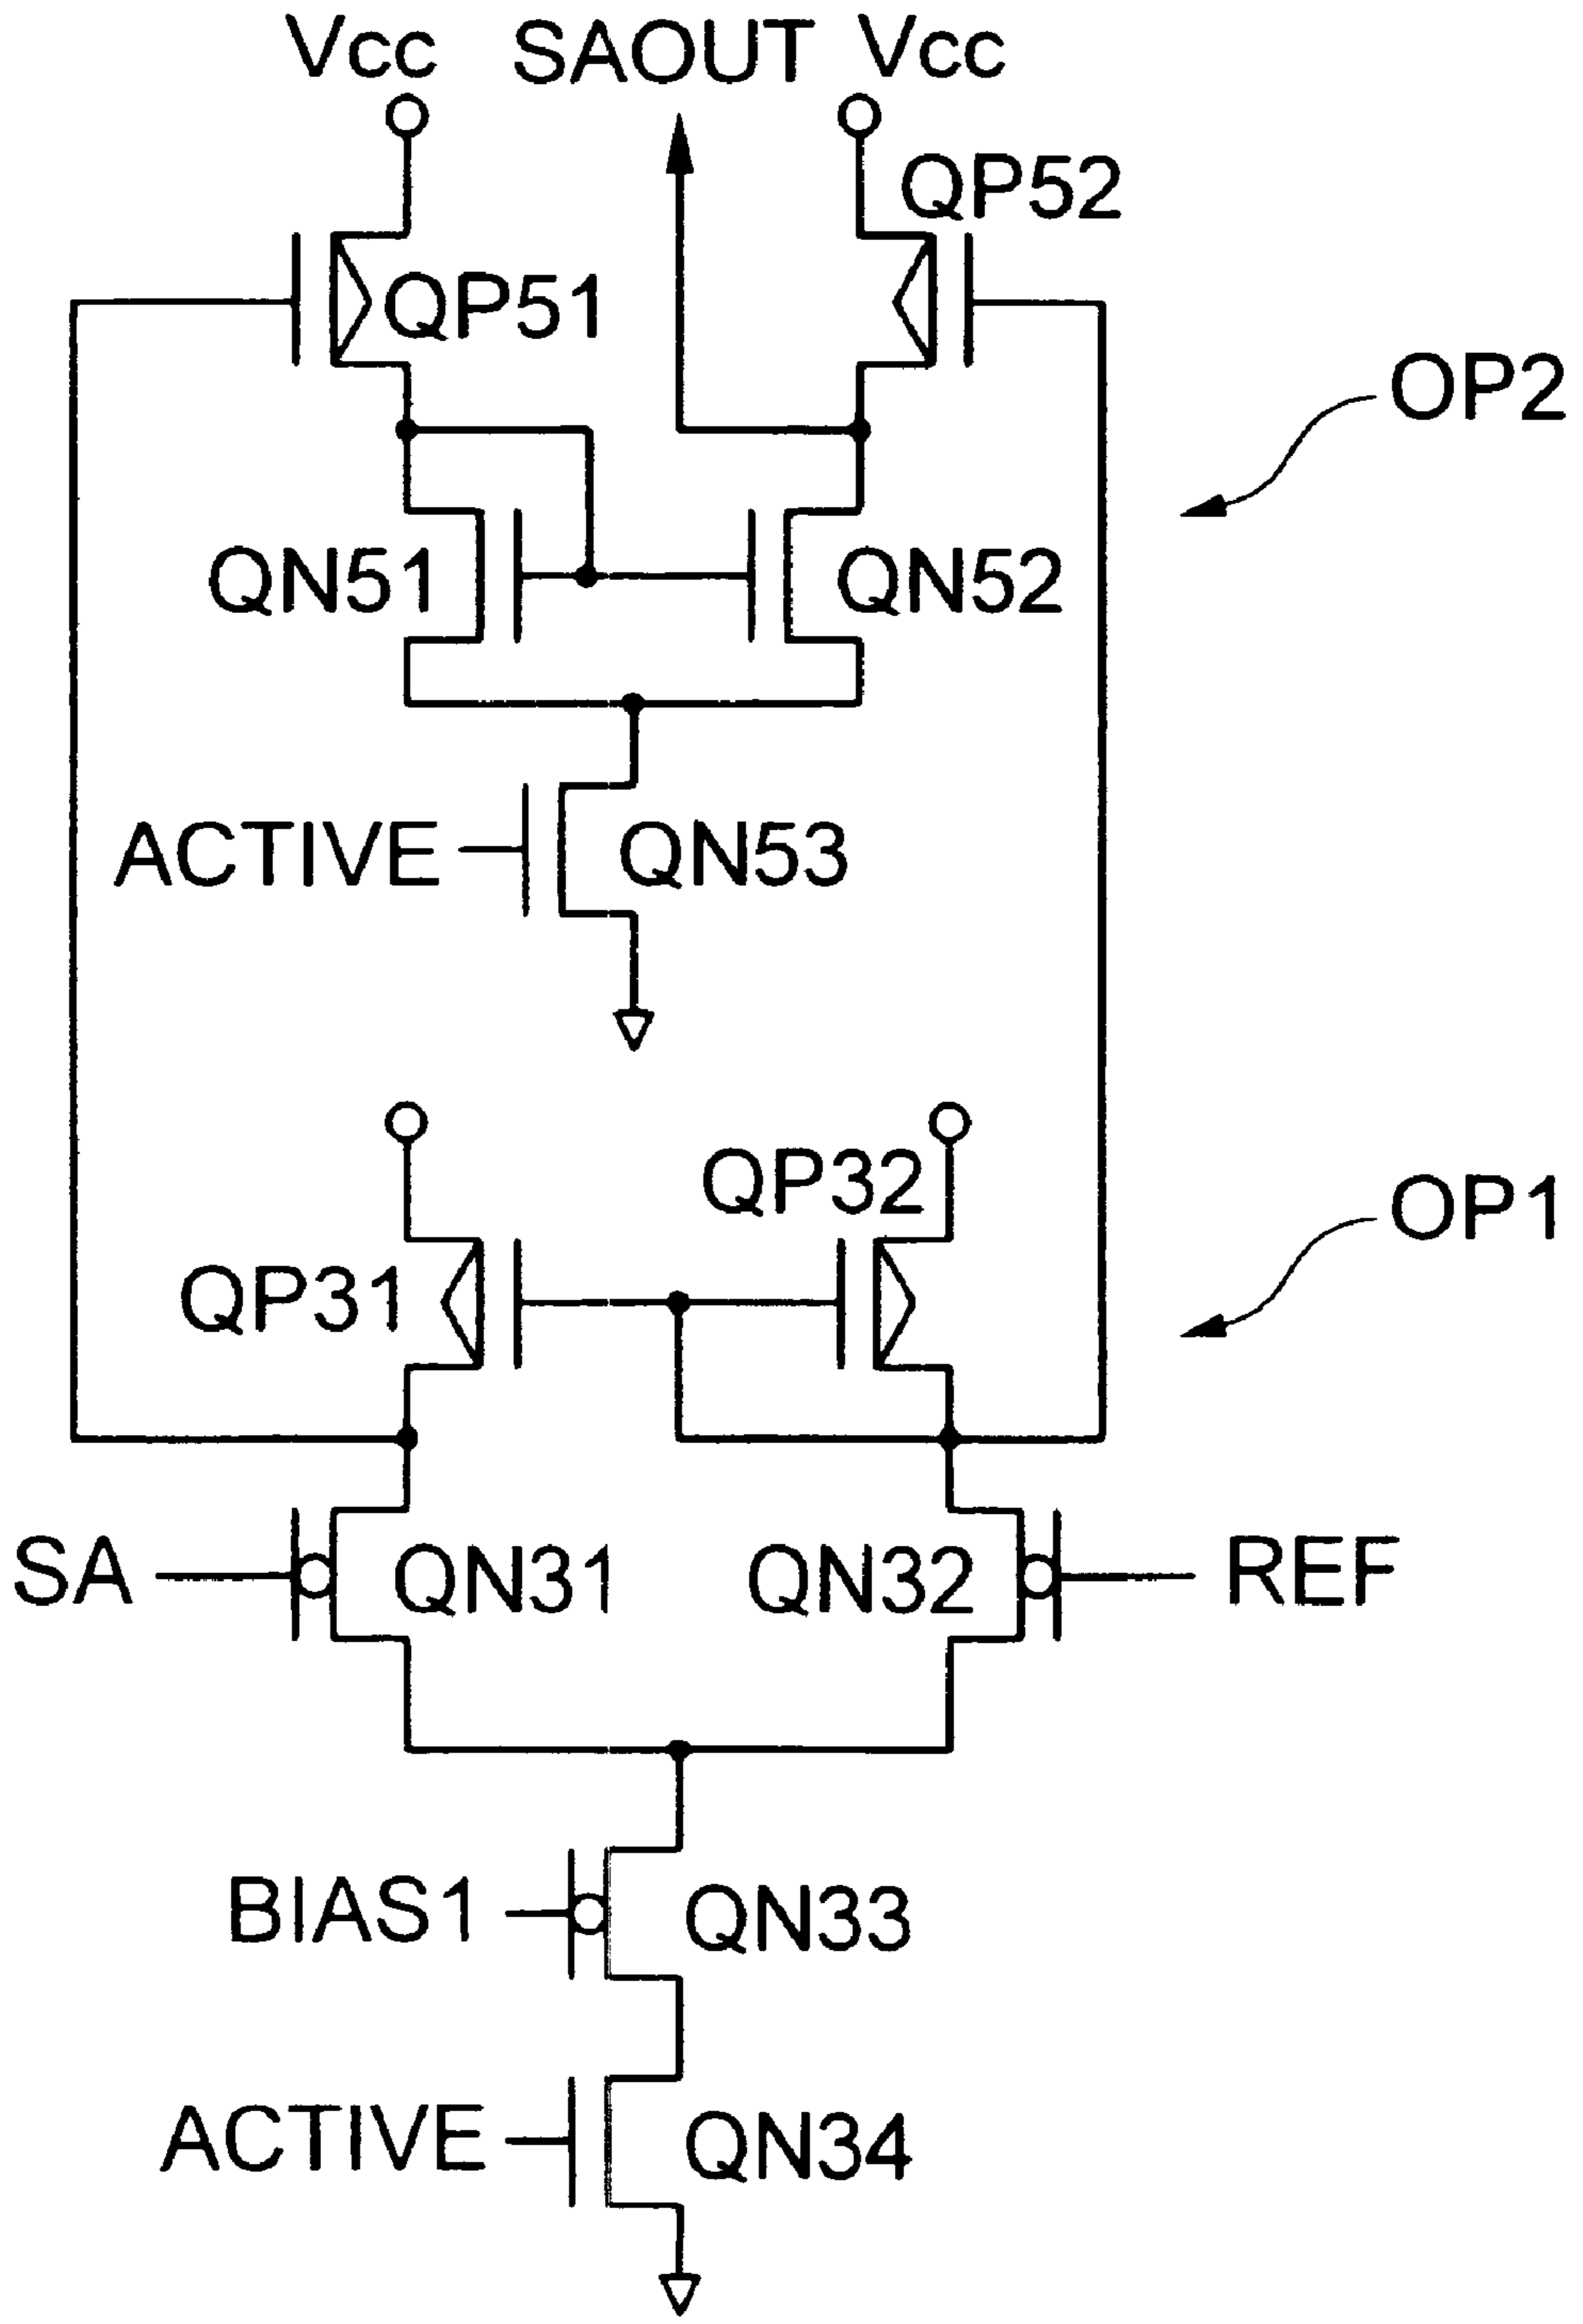 Vcc SAOUT Vcc
QP52
QP51
OP2
QN51 QN52
ACTIVE QN53
QP32
OP1
QP31
SA QN31 QN32 REF
BIAS1 QN33
ACTIVE QN34